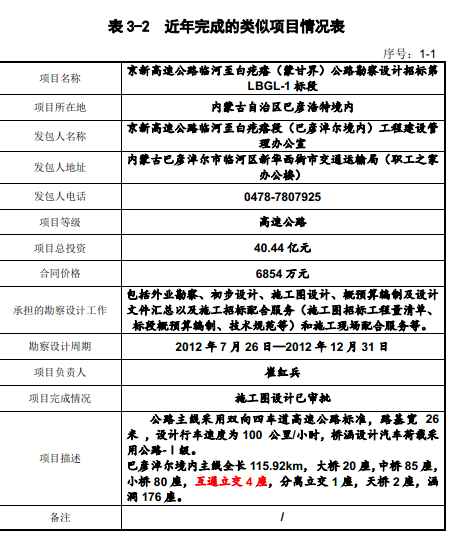 表 3-2 近年完成的类似项目情况表
序号：1-1
项目名称
京新高速公路临河至白疙瘩（蒙甘界）公路勘察设计招标第
LBGL-1 标段
项目所在地
内蒙古自治区巴彦浩特境内
发包人名称
京新高速公路临河至白疙瘩段（巴彦淖尔境内）工程建设管
理办公室
发包人地址
内蒙古巴彦淖尔市临河区新华西街市交通运输局（职工之家
办公楼）
发包人电话
0478-7807925
项目等级
高速公路
项目总投资
40.44 亿元
合同价格
6854 万元
承担的勘察设计工作
包括外业勘察、初步设计、施工图设计、概预算编制及设计
文件汇总以及施工招标配合服务（施工图招标工程量清单、
标段概预算编制、技术规范等）和施工现场配合服务等。
勘察设计周期
2012 年 7 月 26 日—2012 年 12 月 31 日
项目负责人
崔红兵
项目完成情况
施工图设计已审批
项目描述
公路主线采用双向四车道高速公路标准，路基宽 26
米，设计行车速度为 100 公里/小时，桥涵设计汽车荷载采
用公路-Ⅰ级。
巴彦淖尔境内主线全长 115.92km，大桥 20 座，中桥 85 座，
小桥 80 座，互通立交 4 座，分离立交 1 座，天桥 2 座，涵
洞 176 座。
备注
/